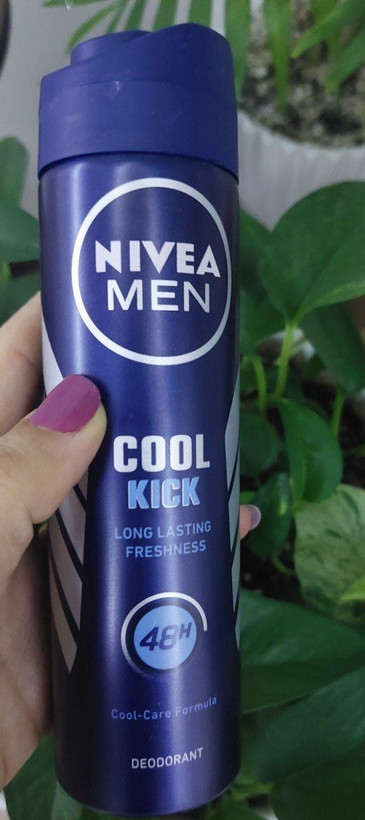 NIVEA
MEN
COOL
KICK
LONG LASTING
FRESHNESS
48H
Cool-Care Formula
DEODORANT